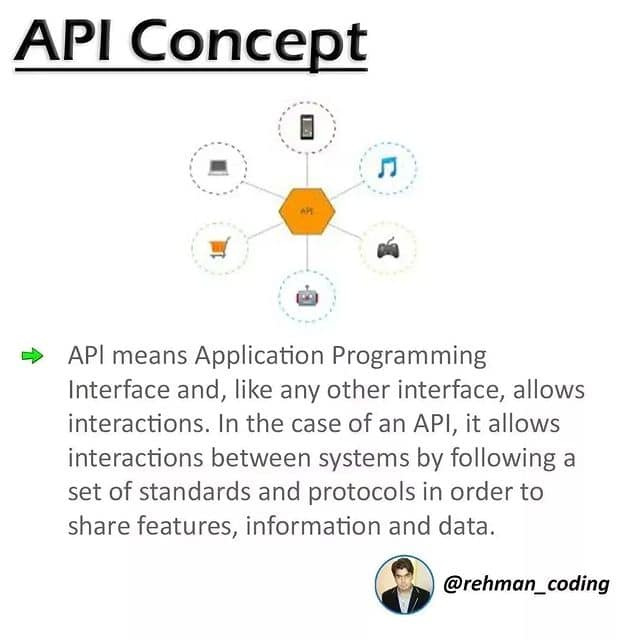 API Concept
API
API means Application Programming
Interface and, like any other interface, allows
interactions. In the case of an API, it allows
interactions between systems by following a
set of standards and protocols in order to
share features, information and data.
@rehman_coding